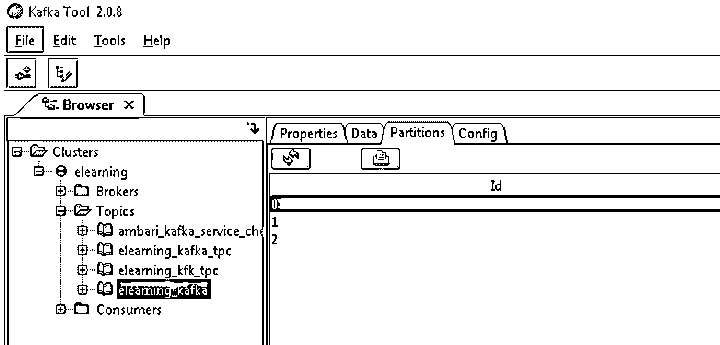 Kafka Tool 2.0.8
File Edit Tools Help
Browser
Properties Data Partitions Config
Clusters
elearning
Brokers
Topics
ambari_kafka_service_che
elearning_kafka_tpc
elearning_kfk_tpc
elearning_kafka
Consumers
Id
0
1
2